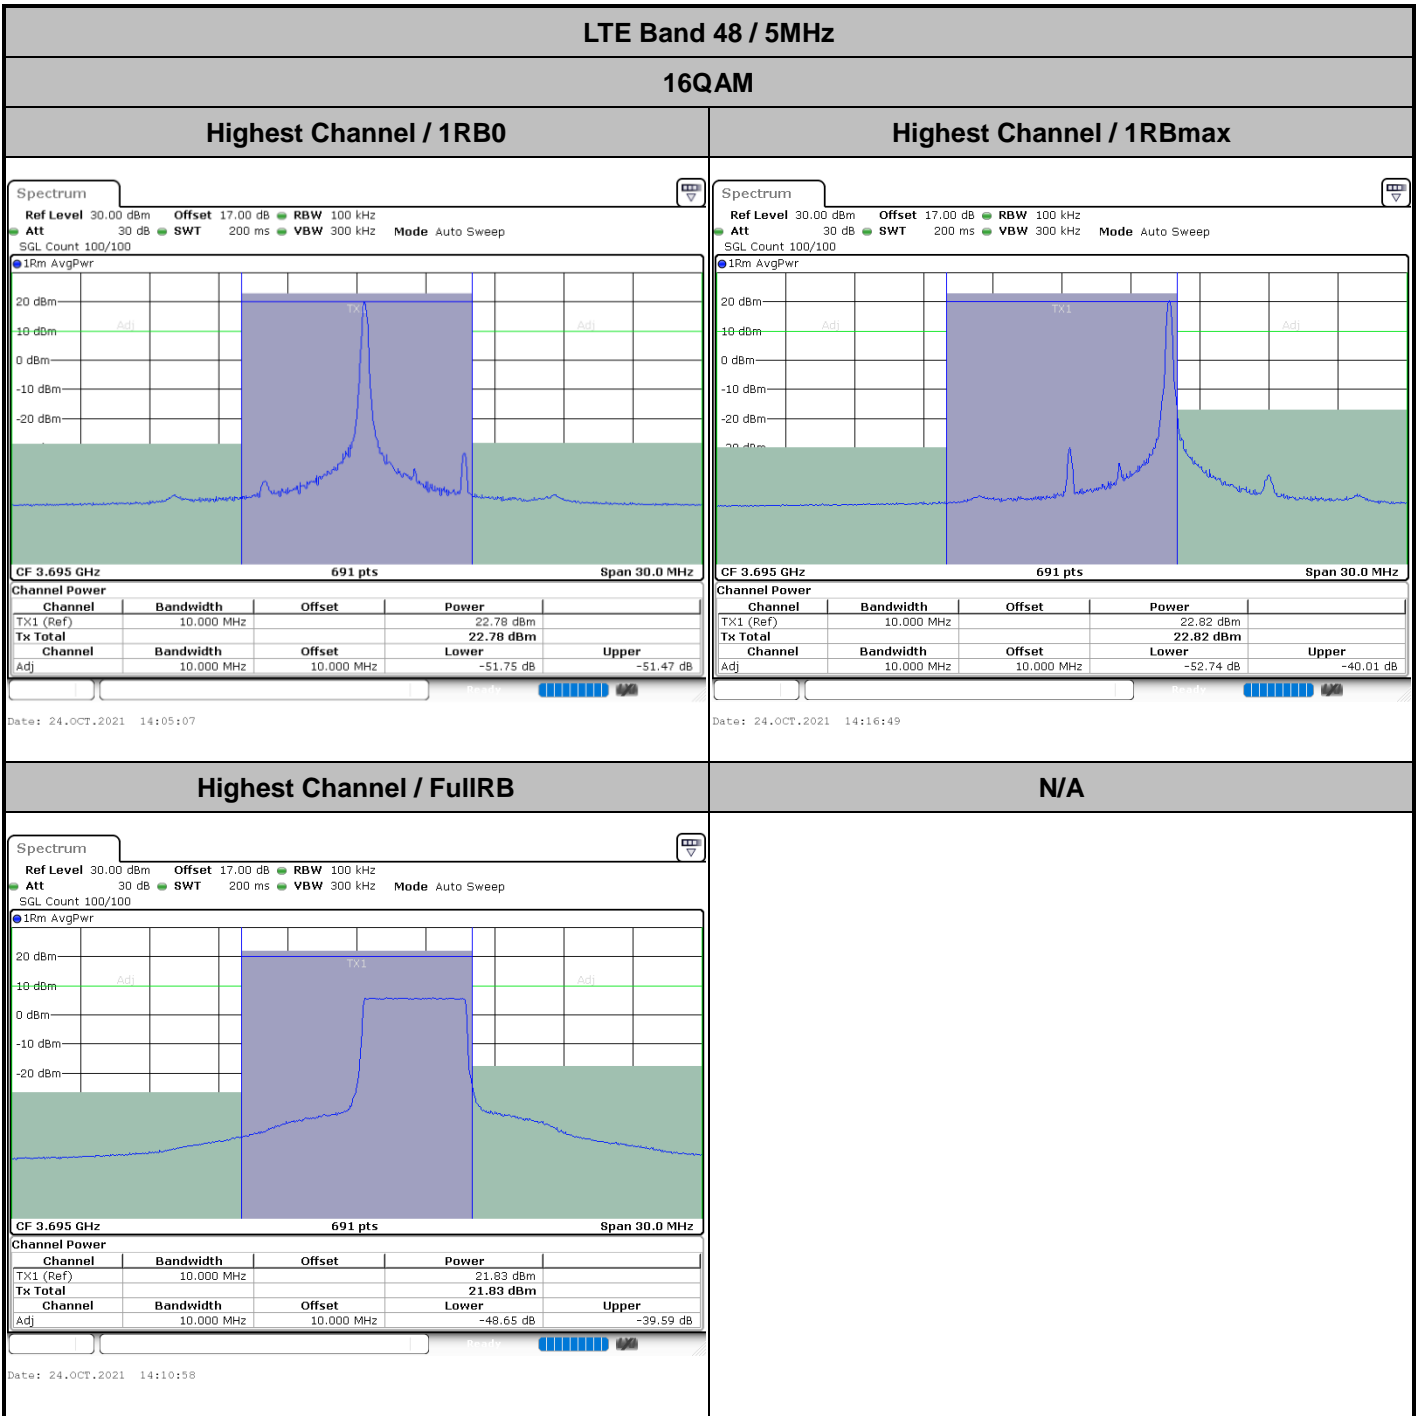 LTE Band 48 / 5MHz
16QAM
Highest Channel / 1RB0
Highest Channel / 1RBmax
Spectrum
Ref Level 30.00 dBm Offset 17.00 dB RBW 100 kHz
Att 30 dB SWT 200 ms VBW 300 kHz Mode Auto Sweep
SGL Count 100/100
1Rm AvgPwr
20 dBm
TX1
10 dBm
Adj
Adj
0 dBm
-10 dBm
-20 dBm
CF 3.695 GHz 691 pts Span 30.0 MHz
Channel Power
Channel Bandwidth Offset Power
TX1 (Ref) 10.000 MHz 22.78 dBm
Tx Total 22.78 dBm
Channel Bandwidth Offset Lower Upper
Adj 10.000 MHz 10.000 MHz -51.75 dB -51.47 dB
Ready
Date: 24.OCT.2021 14:05:07
Spectrum
Ref Level 30.00 dBm Offset 17.00 dB RBW 100 kHz
Att 30 dB SWT 200 ms VBW 300 kHz Mode Auto Sweep
SGL Count 100/100
1Rm AvgPwr
20 dBm
TX1
10 dBm
Adj
Adj
0 dBm
-10 dBm
-20 dBm
-30 dBm
CF 3.695 GHz 691 pts Span 30.0 MHz
Channel Power
Channel Bandwidth Offset Power
TX1 (Ref) 10.000 MHz 22.82 dBm
Tx Total 22.82 dBm
Channel Bandwidth Offset Lower Upper
Adj 10.000 MHz 10.000 MHz -52.74 dB -40.01 dB
Ready
Date: 24.OCT.2021 14:16:49
Highest Channel / FullRB
N/A
Spectrum
Ref Level 30.00 dBm Offset 17.00 dB RBW 100 kHz
Att 30 dB SWT 200 ms VBW 300 kHz Mode Auto Sweep
SGL Count 100/100
1Rm AvgPwr
20 dBm
TX1
10 dBm
Adj
Adj
0 dBm
-10 dBm
-20 dBm
CF 3.695 GHz 691 pts Span 30.0 MHz
Channel Power
Channel Bandwidth Offset Power
TX1 (Ref) 10.000 MHz 21.83 dBm
Tx Total 21.83 dBm
Channel Bandwidth Offset Lower Upper
Adj 10.000 MHz 10.000 MHz -48.65 dB -39.59 dB
Ready
Date: 24.OCT.2021 14:10:58